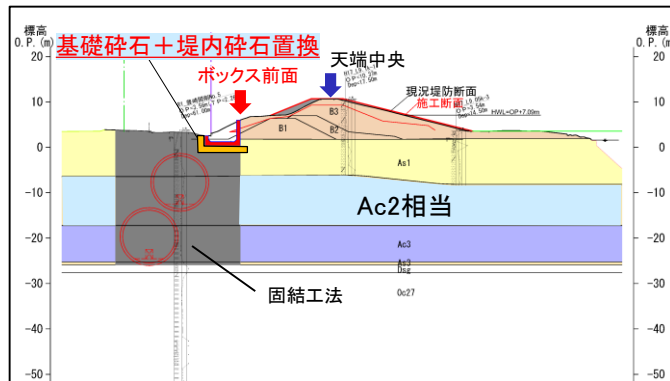 標高
O.P.(m)
標高
O.P.(m)
基礎砕石＋堤内砕石置換
天端中央
ボックス前面
現況堤防断面
施工断面
HWL=OP+7.09m
B3
B1
B2
As1
Ac2相当
Ac3
As3
Dsg
Oc27
固結工法
20
10
0
−10
−20
−30
−40
−50
20
10
0
−10
−20
−30
−40
−50